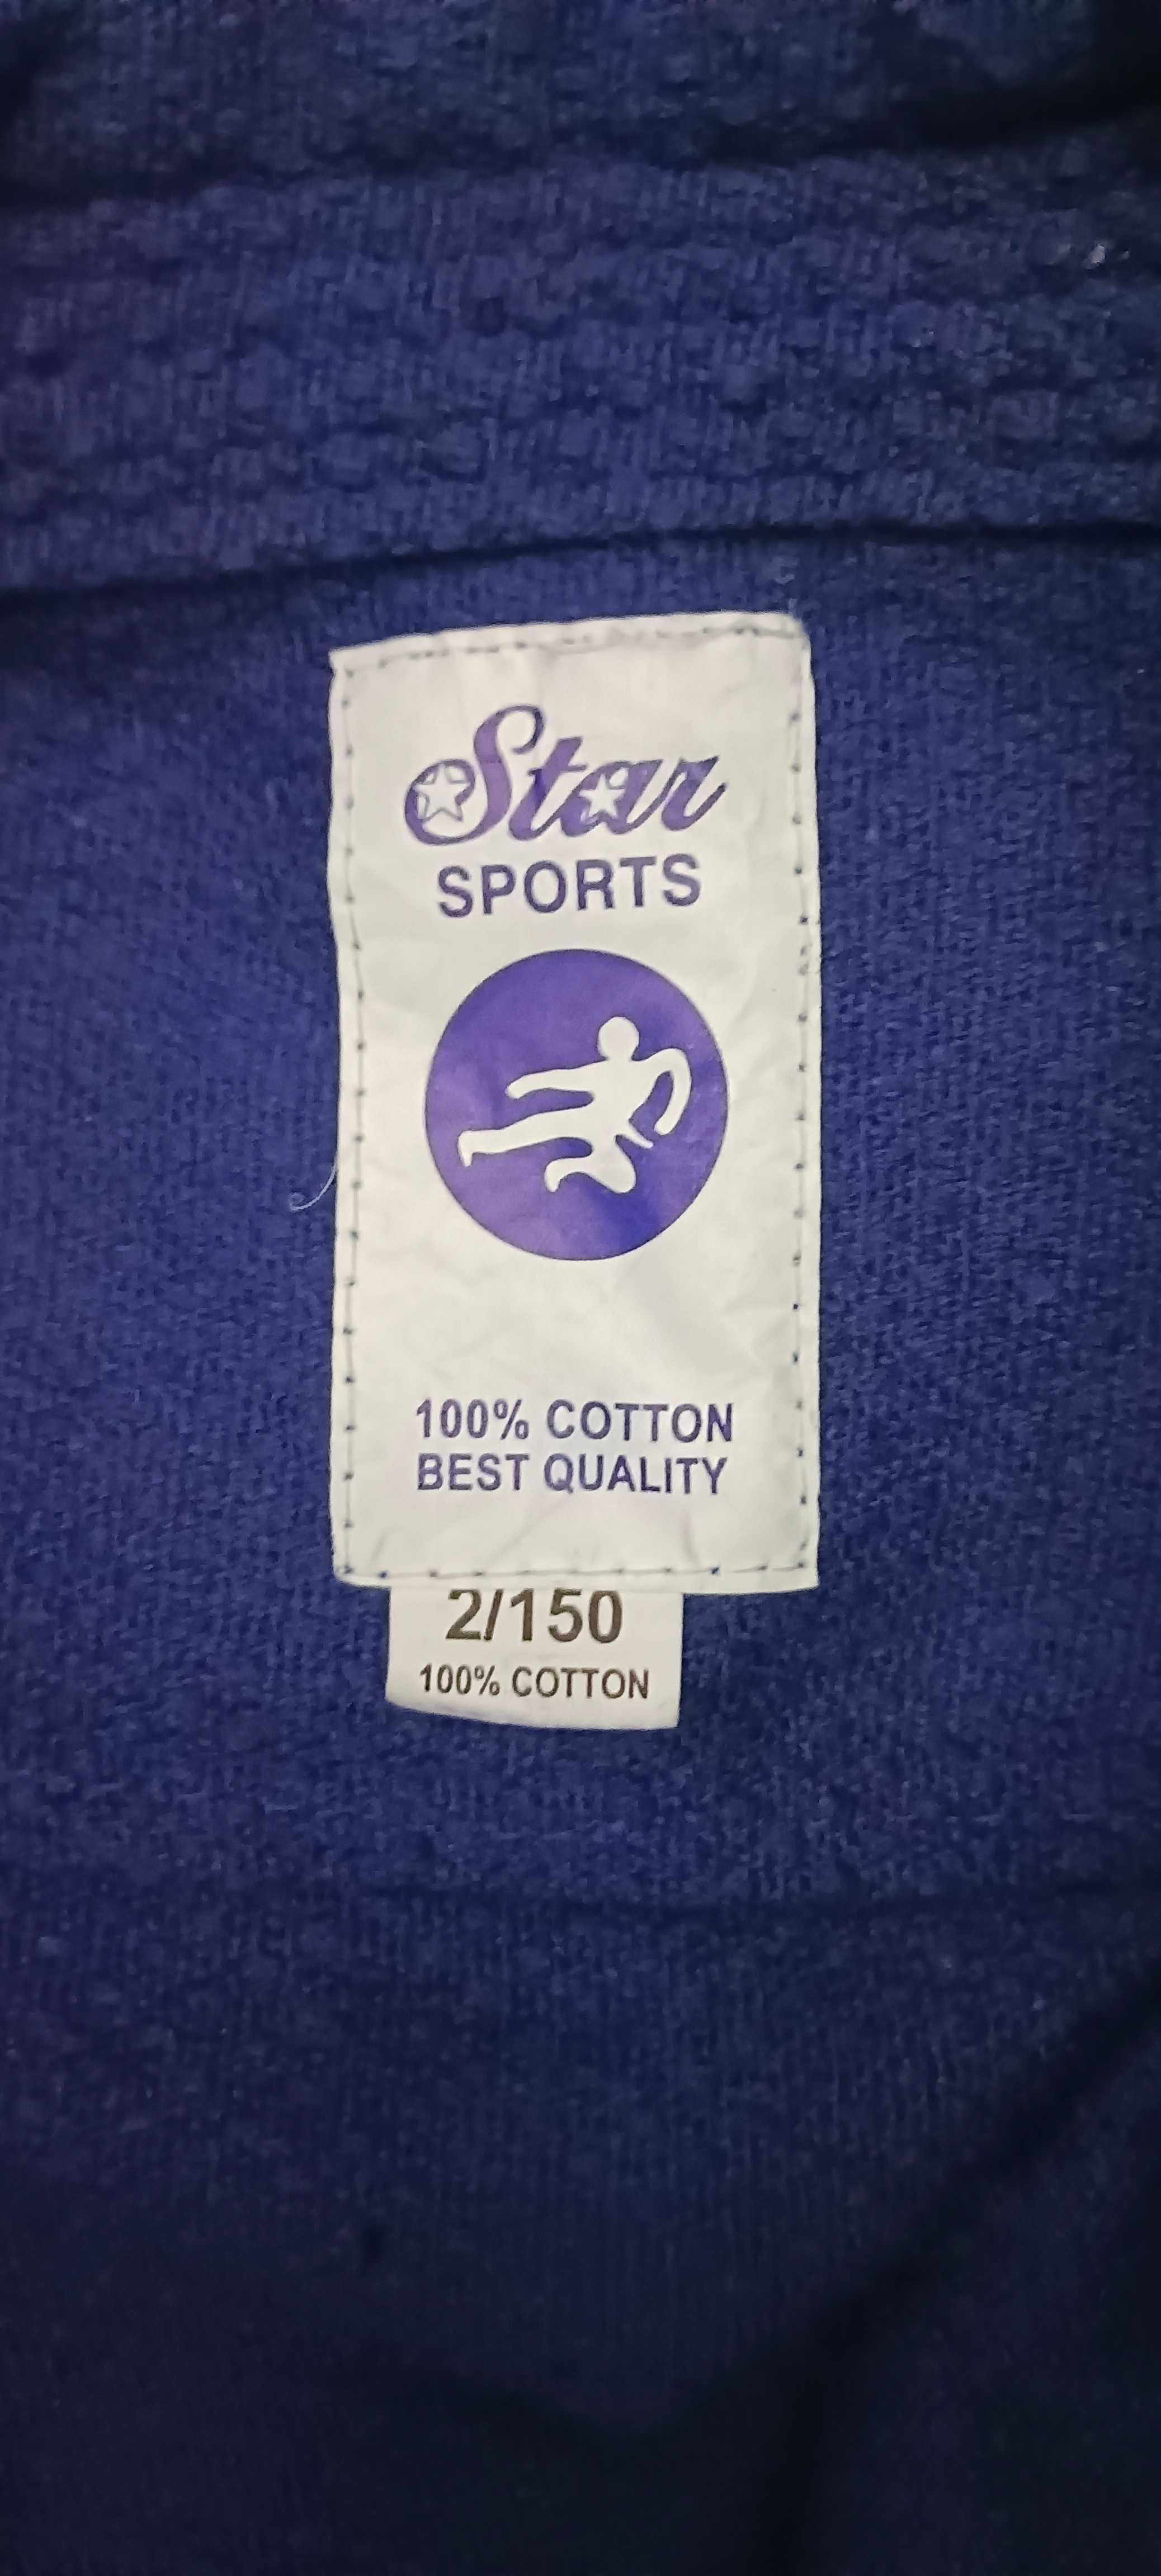 Star
SPORTS
100% COTTON
BEST QUALITY
2/150
100% COTTON